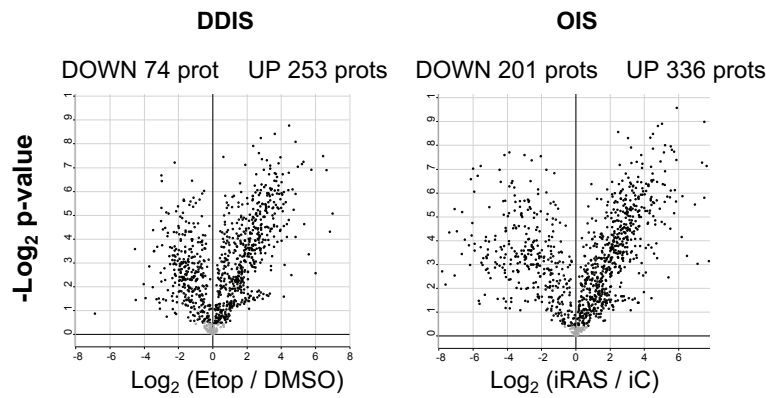 DDIS
OIS
DOWN 74 prot UP 253 prots
DOWN 201 prots UP 336 prots
-Log₂ p-value
1
9
8
7
6
5
4
3
2
1
0
-8 -6 -4 -2 0 2 4 6 8
Log₂ (Etop / DMSO)
1
9
8
7
6
5
4
3
2
1
0
-8 -6 -4 -2 0 2 4 6
Log₂ (iRAS / iC)